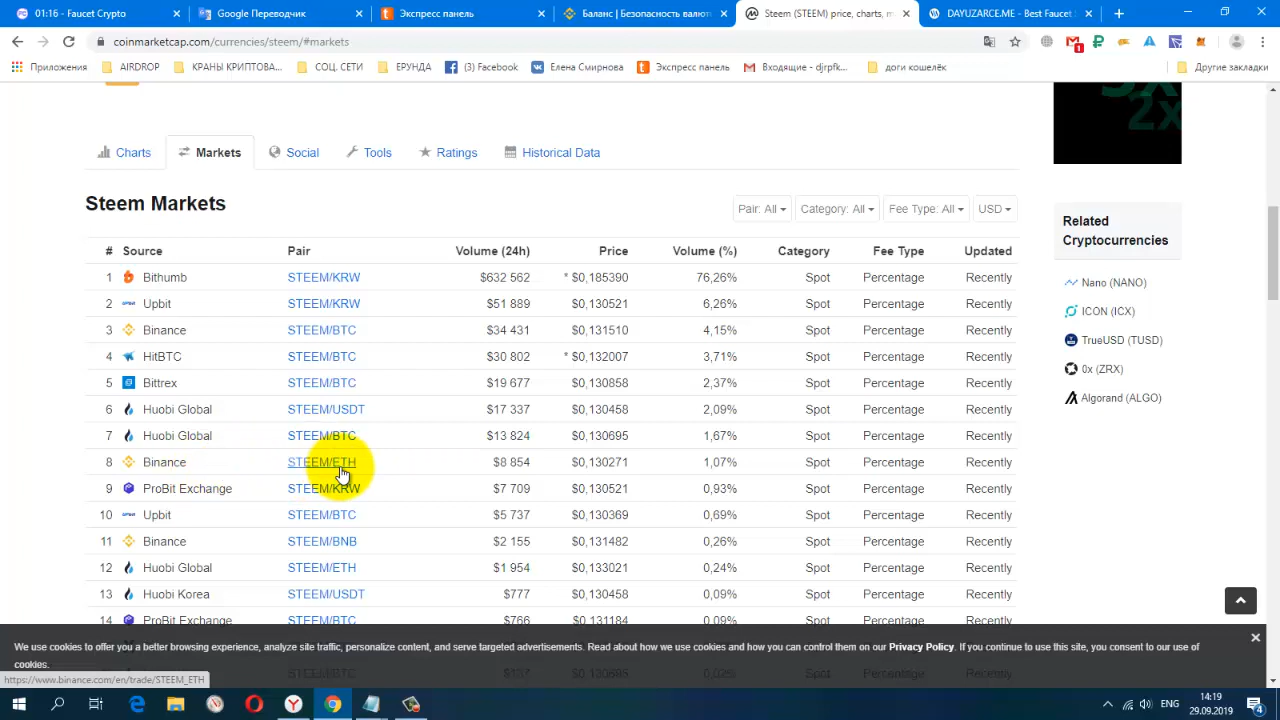 01:16 - Faucet Crypto
Google Переводчик
Экспресс панель
Баланс | Безопасность валют
Steem (STEEM) price, charts, m
DAYUZARCE.ME - Best Faucet
coinmarketcap.com/currencies/steem/#markets
1
Приложения
AIRDROP
КРАНЫ КРИПТОВА...
СОЦ. СЕТИ
ЕРУНДА
(3) Facebook
Елена Смирнова
Экспресс панель
Входящие - djrpfk...
доги кошелёк
Другие закладки
2x
Charts
Markets
Social
Tools
Ratings
Historical Data
Steem Markets
Pair: All
Category: All
Fee Type: All
USD
# Source Pair Volume (24h) Price Volume (%) Category Fee Type Updated
1 Bithumb STEEM/KRW $632 562 * $0,185390 76,26% Spot Percentage Recently
2 Upbit STEEM/KRW $51 889 $0,130521 6,26% Spot Percentage Recently
3 Binance STEEM/BTC $34 431 $0,131510 4,15% Spot Percentage Recently
4 HitBTC STEEM/BTC $30 802 * $0,132007 3,71% Spot Percentage Recently
5 Bittrex STEEM/BTC $19 677 $0,130858 2,37% Spot Percentage Recently
6 Huobi Global STEEM/USDT $17 337 $0,130458 2,09% Spot Percentage Recently
7 Huobi Global STEEM/BTC $13 824 $0,130695 1,67% Spot Percentage Recently
8 Binance STEEM/ETH $8 854 $0,130271 1,07% Spot Percentage Recently
9 ProBit Exchange STEEM/KRW $7 709 $0,130521 0,93% Spot Percentage Recently
10 Upbit STEEM/BTC $5 737 $0,130369 0,69% Spot Percentage Recently
11 Binance STEEM/BNB $2 155 $0,131482 0,26% Spot Percentage Recently
12 Huobi Global STEEM/ETH $1 954 $0,133021 0,24% Spot Percentage Recently
13 Huobi Korea STEEM/USDT $777 $0,130458 0,09% Spot Percentage Recently
14 ProBit Exchange STEEM/BTC $766 $0,131184 0,09% Spot Percentage Recently
Related
Cryptocurrencies
Nano (NANO)
ICON (ICX)
TrueUSD (TUSD)
0x (ZRX)
Algorand (ALGO)
We use cookies to offer you a better browsing experience, analyze site traffic, personalize content, and serve targeted advertisements. Read about how we use cookies and how you can control them on our Privacy Policy. If you continue to use this site, you consent to our use of
cookies.
https://www.binance.com/en/trade/STEEM_ETH
ENG
14:19
29.09.2019
4